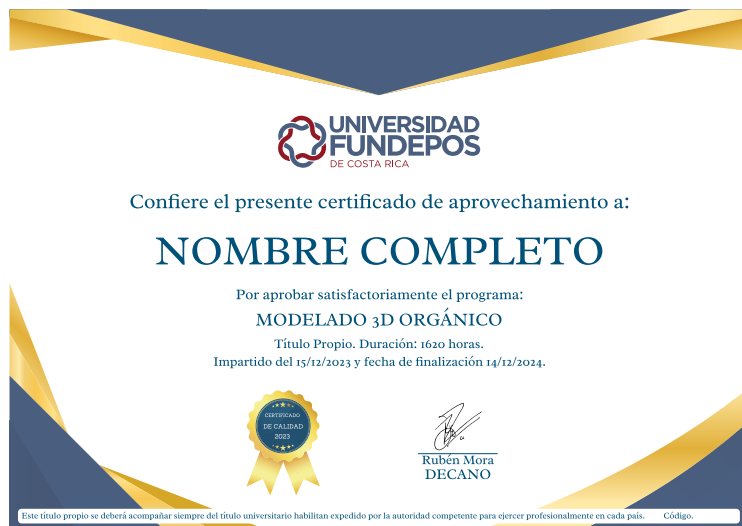 UNIVERSIDAD
FUNDEPOS
DE COSTA RICA
Confiere el presente certificado de aprovechamiento a:
NOMBRE COMPLETO
Por aprobar satisfactoriamente el programa:
MODELADO 3D ORGÁNICO
Título Propio. Duración: 1620 horas.
Impartido del 15/12/2023 y fecha de finalización 14/12/2024.
CERTIFICADO
DE CALIDAD
2023
Rubén Mora
DECANO
Este título propio se deberá acompañar siempre del título universitario habilitan expedido por la autoridad competente para ejercer profesionalmente en cada país. Código.